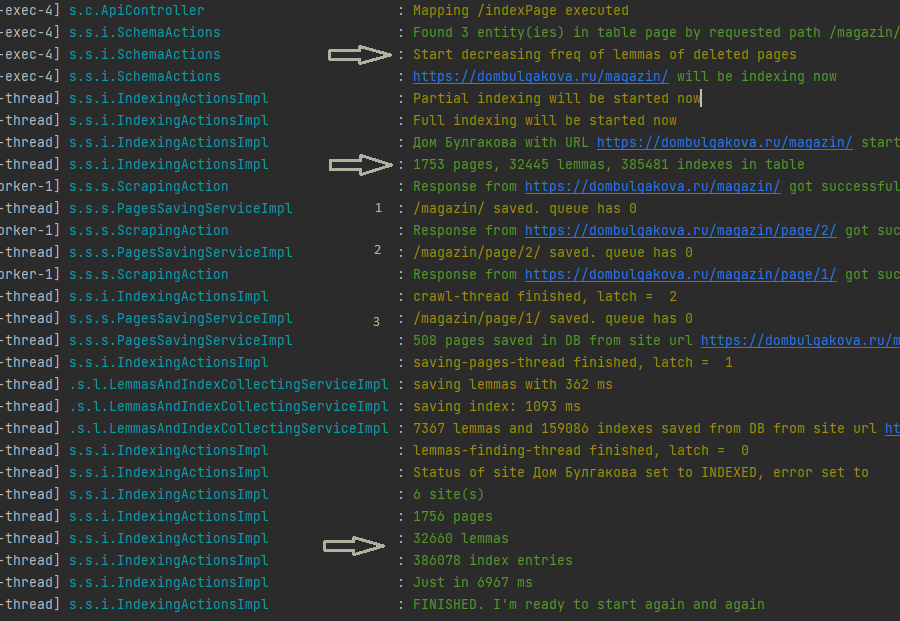 -exec-4] s.c.ApiController : Mapping /indexPage executed
-exec-4] s.s.i.SchemaActions : Found 3 entity(ies) in table page by requested path /magazin/
-exec-4] s.s.i.SchemaActions : Start decreasing freq of lemmas of deleted pages
-exec-4] s.s.i.SchemaActions : https://dombulgakova.ru/magazin/ will be indexing now
-thread] s.s.i.IndexingActionsImpl : Partial indexing will be started now
-thread] s.s.i.IndexingActionsImpl : Full indexing will be started now
-thread] s.s.i.IndexingActionsImpl : Дом Булгакова with URL https://dombulgakova.ru/magazin/ start
-thread] s.s.i.IndexingActionsImpl : 1753 pages, 32445 lemmas, 385481 indexes in table
orker-1] s.s.s.ScrapingAction : Response from https://dombulgakova.ru/magazin/ got successful
-thread] s.s.s.PagesSavingServiceImpl 1 : /magazin/ saved. queue has 0
orker-1] s.s.s.ScrapingAction : Response from https://dombulgakova.ru/magazin/page/2/ got suc
-thread] s.s.s.PagesSavingServiceImpl 2 : /magazin/page/2/ saved. queue has 0
orker-1] s.s.s.ScrapingAction : Response from https://dombulgakova.ru/magazin/page/1/ got suc
-thread] s.s.i.IndexingActionsImpl : crawl-thread finished, latch =  2
-thread] s.s.s.PagesSavingServiceImpl 3 : /magazin/page/1/ saved. queue has 0
-thread] s.s.s.PagesSavingServiceImpl : 508 pages saved in DB from site url https://dombulgakova.ru/m
-thread] s.s.i.IndexingActionsImpl : saving-pages-thread finished, latch =  1
-thread] .s.l.LemmasAndIndexCollectingServiceImpl : saving lemmas with 362 ms
-thread] .s.l.LemmasAndIndexCollectingServiceImpl : saving index: 1093 ms
-thread] .s.l.LemmasAndIndexCollectingServiceImpl : 7367 lemmas and 159086 indexes saved from DB from site url ht
-thread] s.s.i.IndexingActionsImpl : lemmas-finding-thread finished, latch =  0
-thread] s.s.i.IndexingActionsImpl : Status of site Дом Булгакова set to INDEXED, error set to
-thread] s.s.i.IndexingActionsImpl : 6 site(s)
-thread] s.s.i.IndexingActionsImpl : 1756 pages
-thread] s.s.i.IndexingActionsImpl : 32660 lemmas
-thread] s.s.i.IndexingActionsImpl : 386078 index entries
-thread] s.s.i.IndexingActionsImpl : Just in 6967 ms
-thread] s.s.i.IndexingActionsImpl : FINISHED. I'm ready to start again and again